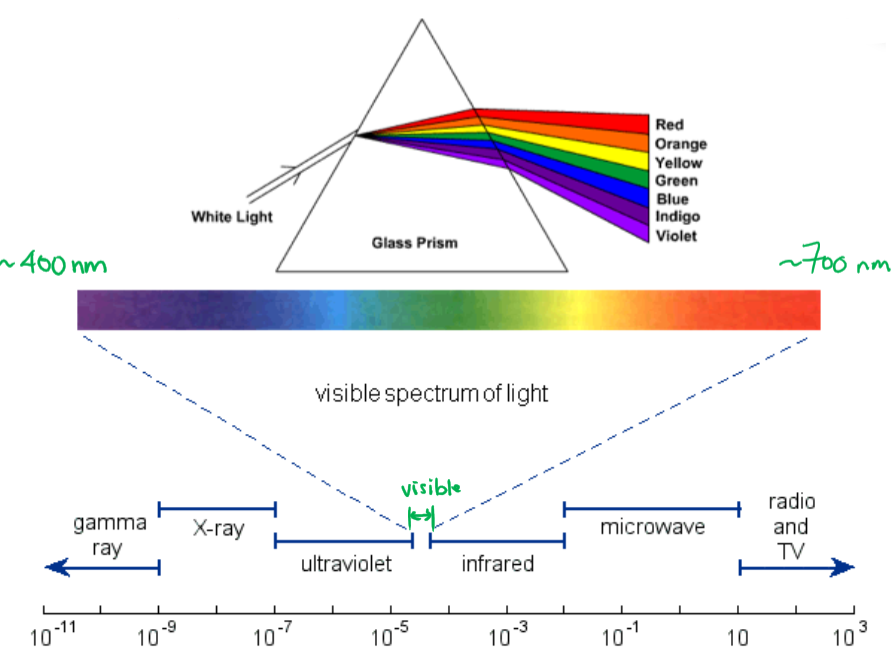 Red
Orange
Yellow
Green
Blue
Indigo
Violet
White Light
Glass Prism
~400 nm
~700 nm
visible spectrum of light
visible
gamma
ray
X-ray
ultraviolet
infrared
microwave
radio
and
TV
10⁻¹¹ 10⁻⁹ 10⁻⁷ 10⁻⁵ 10⁻³ 10⁻¹ 10 10³